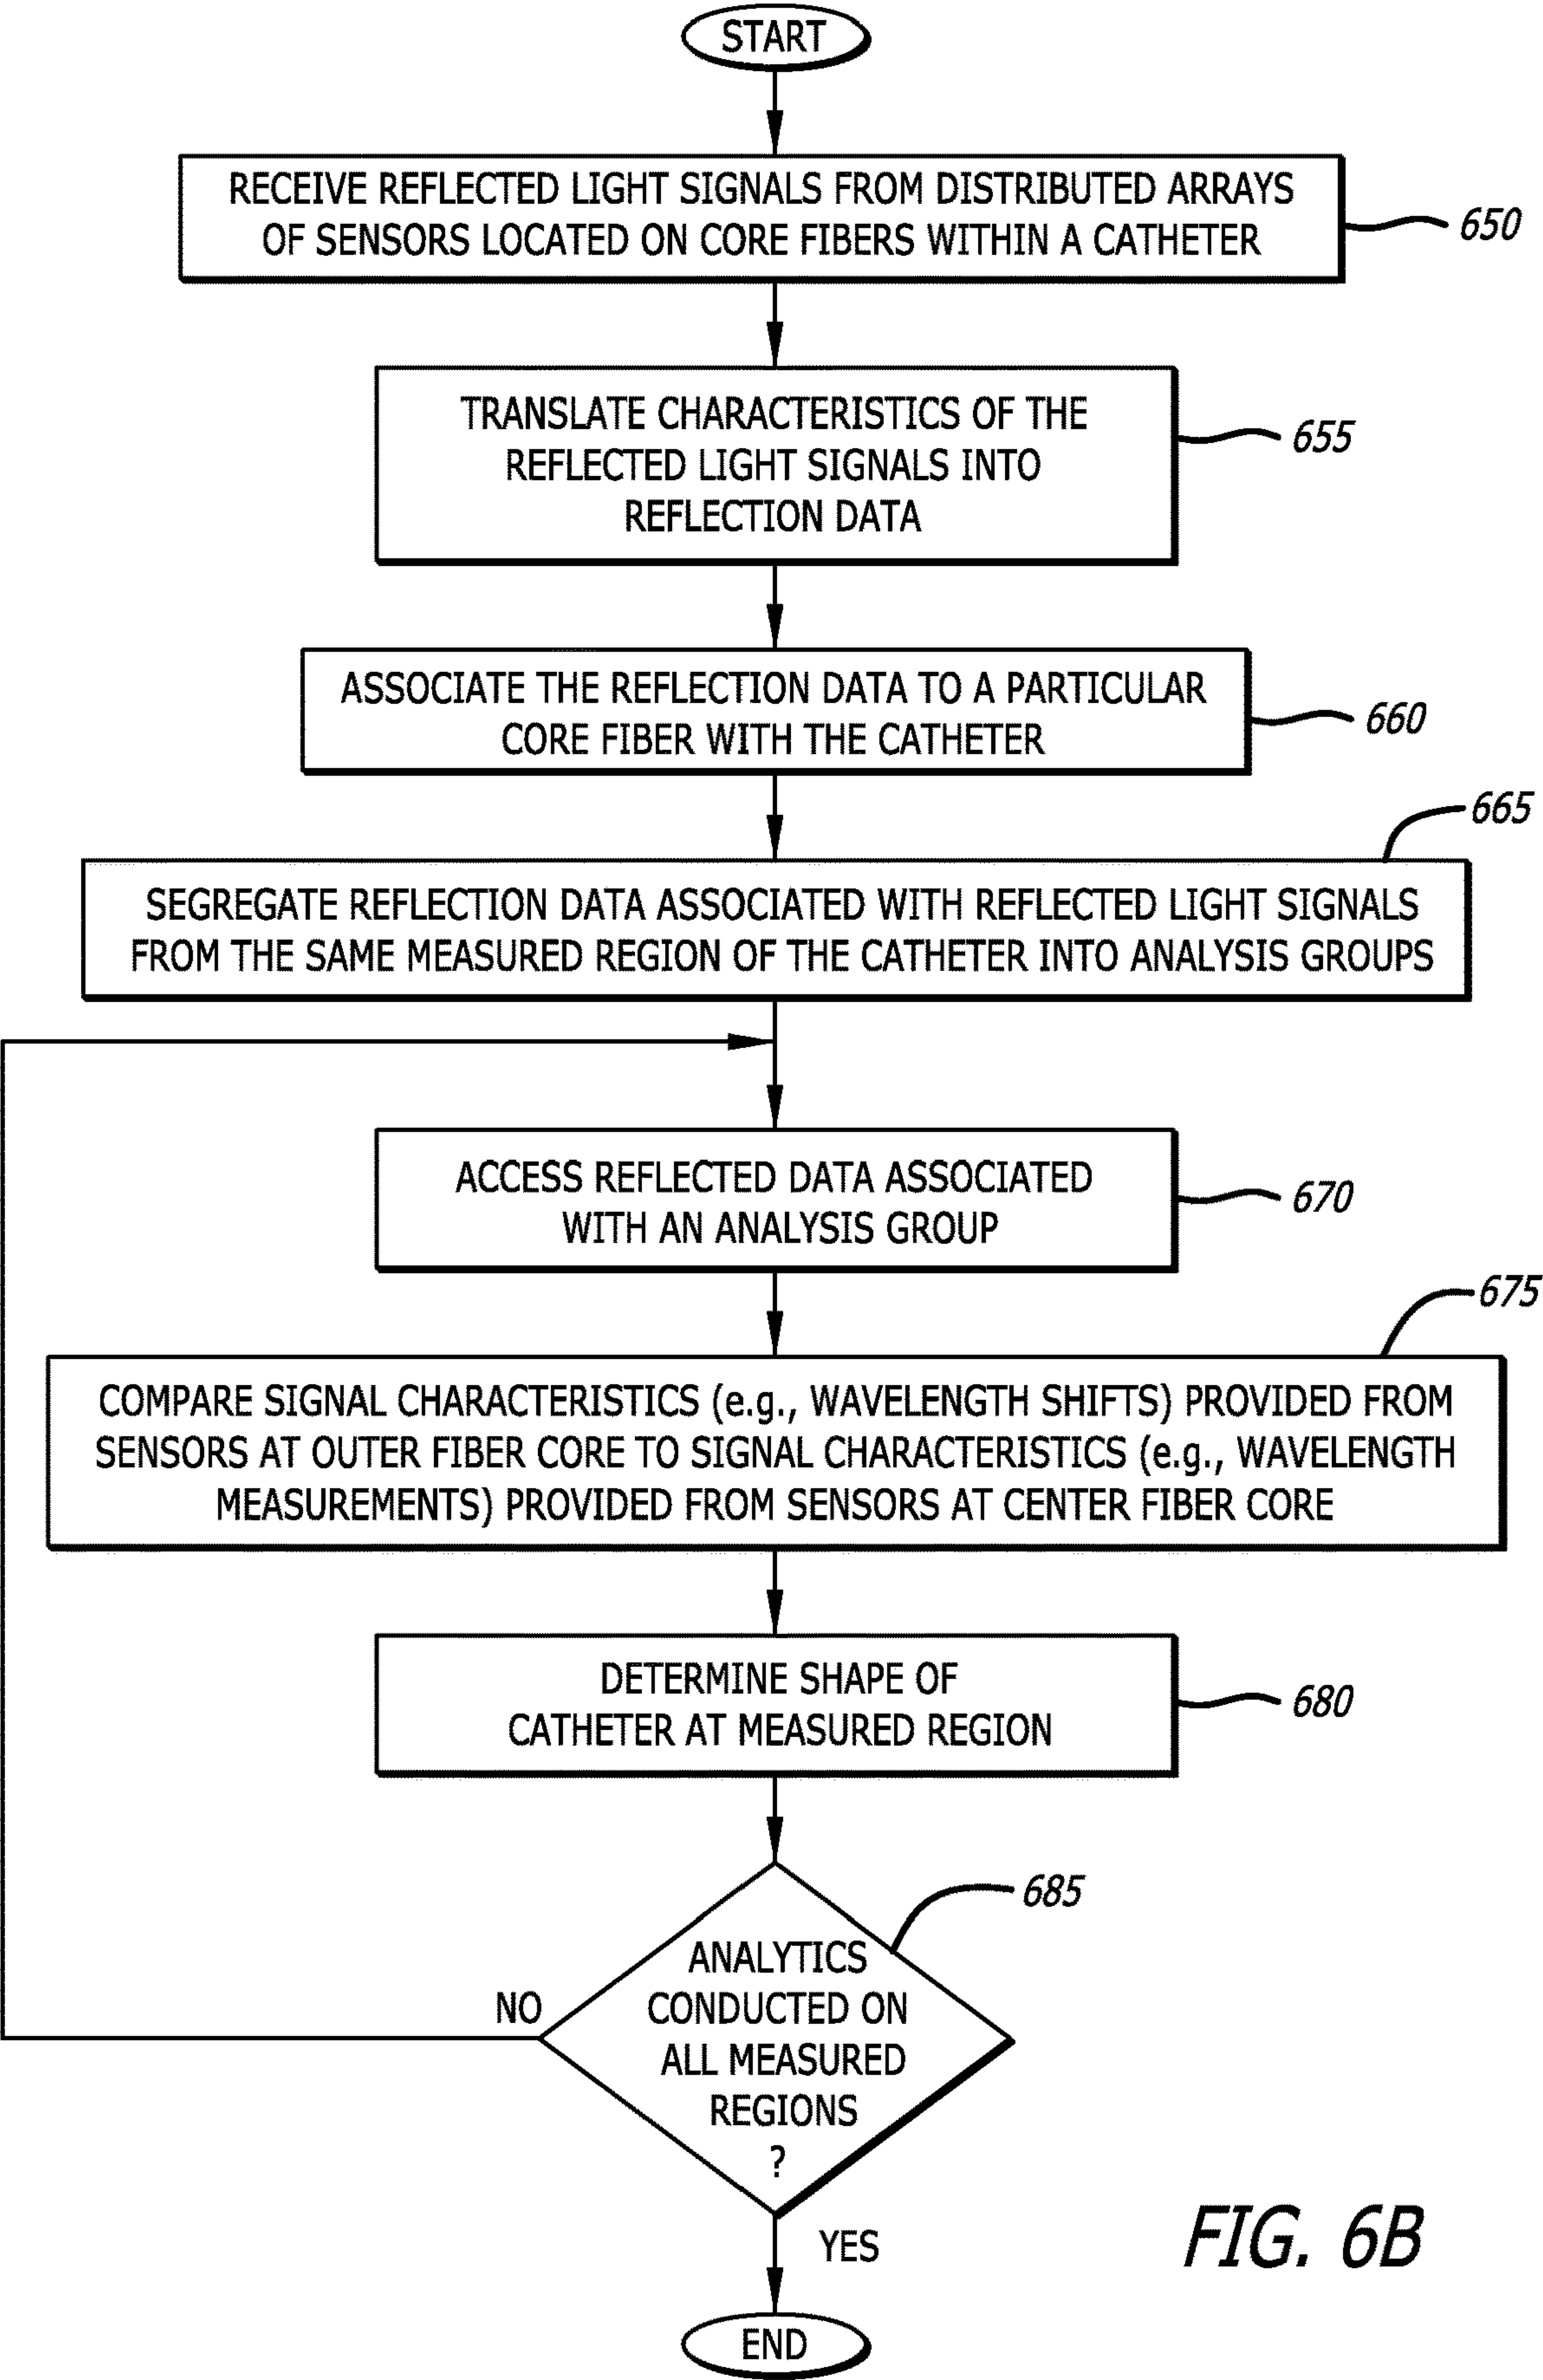 START
RECEIVE REFLECTED LIGHT SIGNALS FROM DISTRIBUTED ARRAYS
OF SENSORS LOCATED ON CORE FIBERS WITHIN A CATHETER
650
TRANSLATE CHARACTERISTICS OF THE
REFLECTED LIGHT SIGNALS INTO
REFLECTION DATA
655
ASSOCIATE THE REFLECTION DATA TO A PARTICULAR
CORE FIBER WITH THE CATHETER
660
665
SEGREGATE REFLECTION DATA ASSOCIATED WITH REFLECTED LIGHT SIGNALS
FROM THE SAME MEASURED REGION OF THE CATHETER INTO ANALYSIS GROUPS
ACCESS REFLECTED DATA ASSOCIATED
WITH AN ANALYSIS GROUP
670
675
COMPARE SIGNAL CHARACTERISTICS (e.g., WAVELENGTH SHIFTS) PROVIDED FROM
SENSORS AT OUTER FIBER CORE TO SIGNAL CHARACTERISTICS (e.g., WAVELENGTH
MEASUREMENTS) PROVIDED FROM SENSORS AT CENTER FIBER CORE
DETERMINE SHAPE OF
CATHETER AT MEASURED REGION
680
685
ANALYTICS
CONDUCTED ON
ALL MEASURED
REGIONS
?
NO
YES
END
FIG. 6B